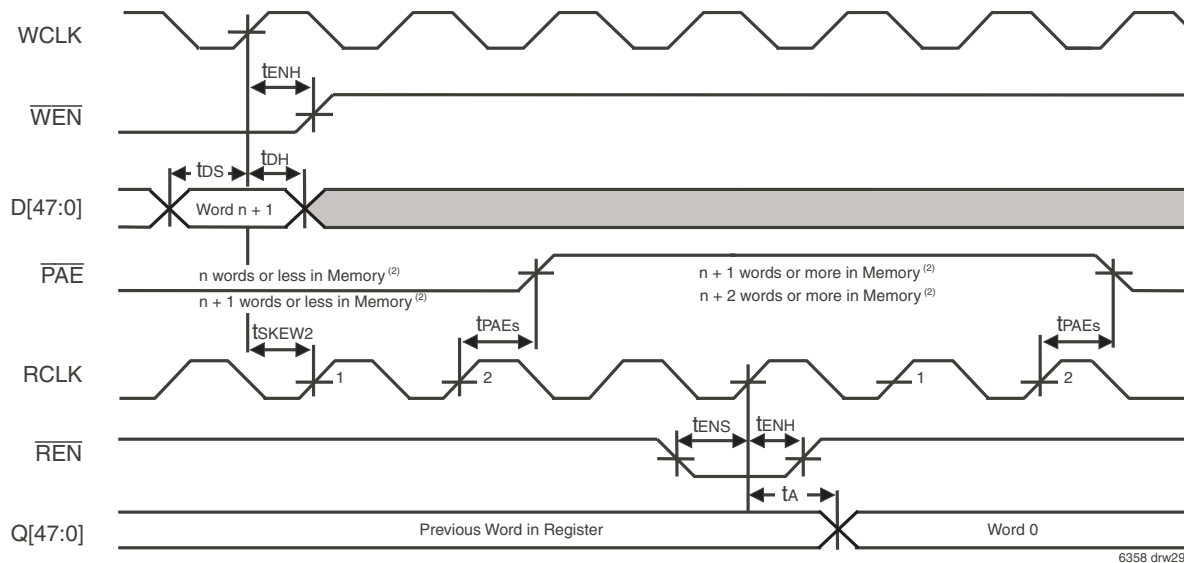 WCLK
tENH
WEN
tDS
tDH
D[47:0]
Word n + 1
PAE
n words or less in Memory (2)
n + 1 words or less in Memory (2)
n + 1 words or more in Memory (2)
n + 2 words or more in Memory (2)
tSKEW2
tPAEs
tPAEs
RCLK
1
2
1
2
REN
tENS
tENH
tA
Q[47:0]
Previous Word in Register
Word 0
6358 drw29